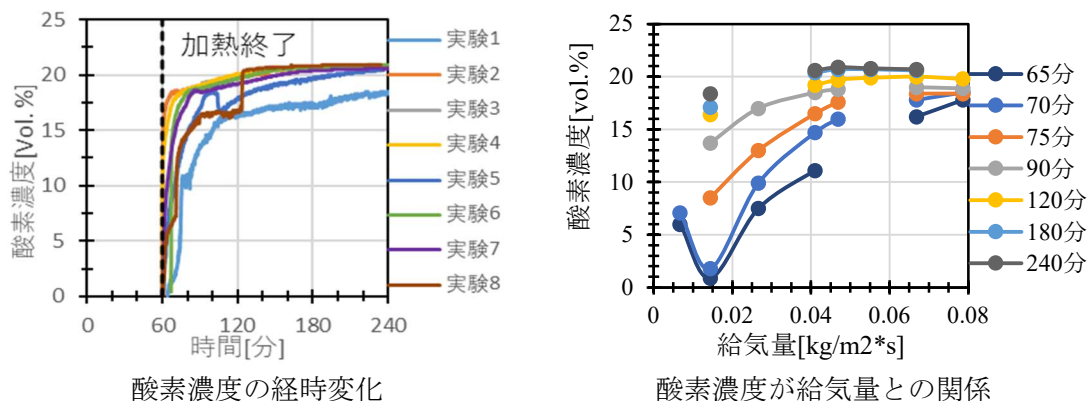 酸素濃度[Vol. %]
25
20
15
10
5
0
加熱終了
0
60
120
180
240
時間[分]
実験1
実験2
実験3
実験4
実験5
実験6
実験7
実験8
酸素濃度の経時変化
酸素濃度[vol.%]
25
20
15
10
5
0
0
0.02
0.04
0.06
0.08
給気量[kg/m2*s]
65分
70分
75分
90分
120分
180分
240分
酸素濃度が給気量との関係